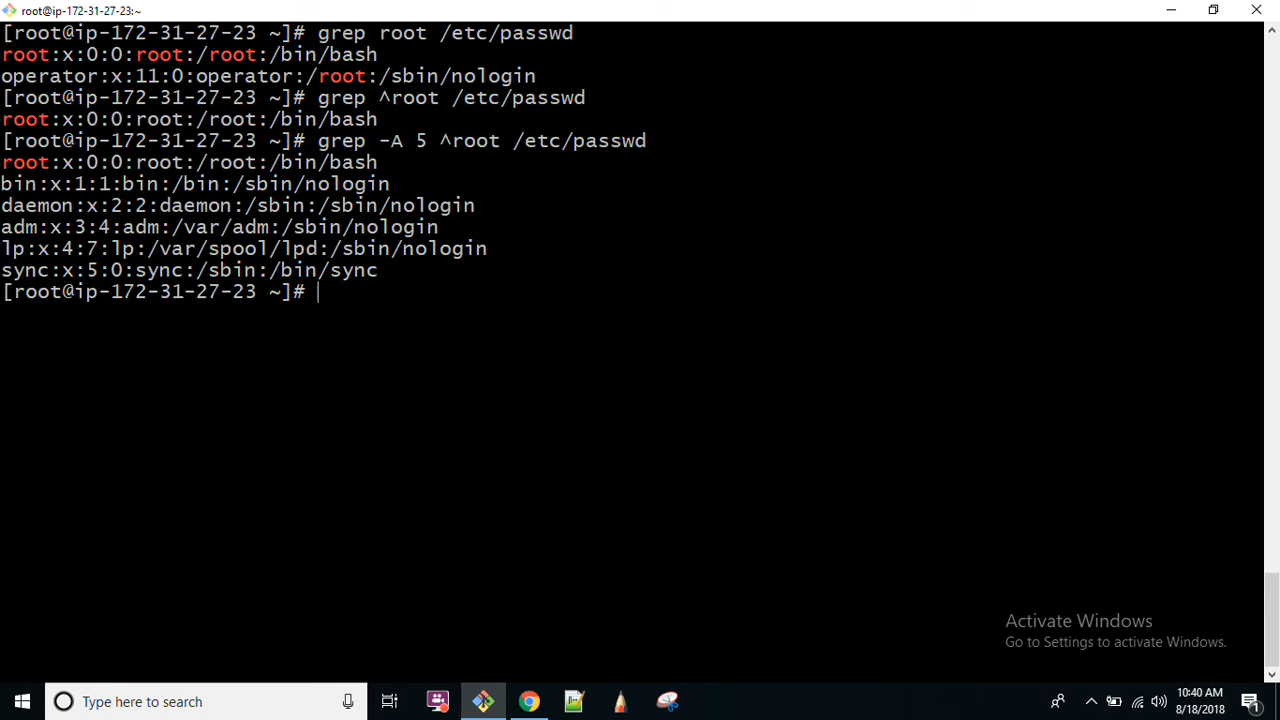 root@ip-172-31-27-23:~
[root@ip-172-31-27-23 ~]# grep root /etc/passwd
root:x:0:0:root:/root:/bin/bash
operator:x:11:0:operator:/root:/sbin/nologin
[root@ip-172-31-27-23 ~]# grep ^root /etc/passwd
root:x:0:0:root:/root:/bin/bash
[root@ip-172-31-27-23 ~]# grep -A 5 ^root /etc/passwd
root:x:0:0:root:/root:/bin/bash
bin:x:1:1:bin:/bin:/sbin/nologin
daemon:x:2:2:daemon:/sbin:/sbin/nologin
adm:x:3:4:adm:/var/adm:/sbin/nologin
lp:x:4:7:lp:/var/spool/lpd:/sbin/nologin
sync:x:5:0:sync:/sbin:/bin/sync
[root@ip-172-31-27-23 ~]#
Activate Windows
Go to Settings to activate Windows.
Type here to search
10:40 AM
8/18/2018
1